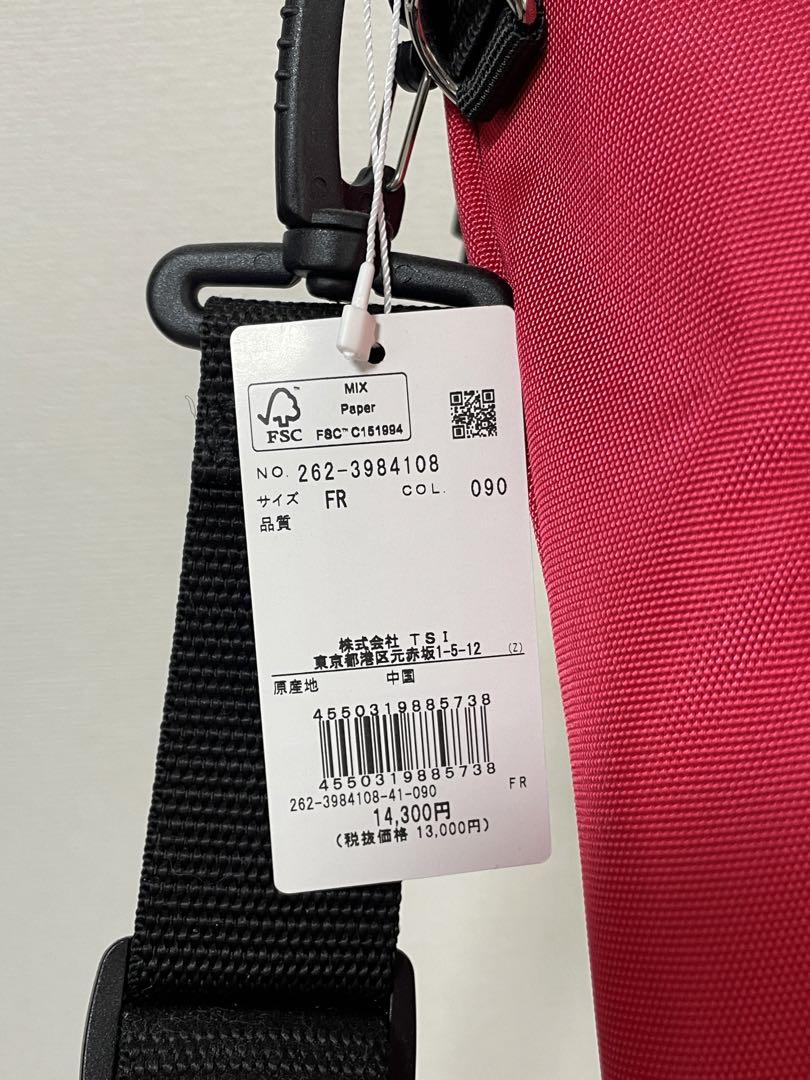 MIX
Paper
FSC™ C151994
FSC
NO. 262-3984108
サイズ FR COL. 090
品質
株式会社 TSI
東京都港区元赤坂1-5-12 (Z)
原産地 中国
4550319885738
4550319885738
262-3984108-41-090 FR
14,300円
(税抜価格 13,000円)